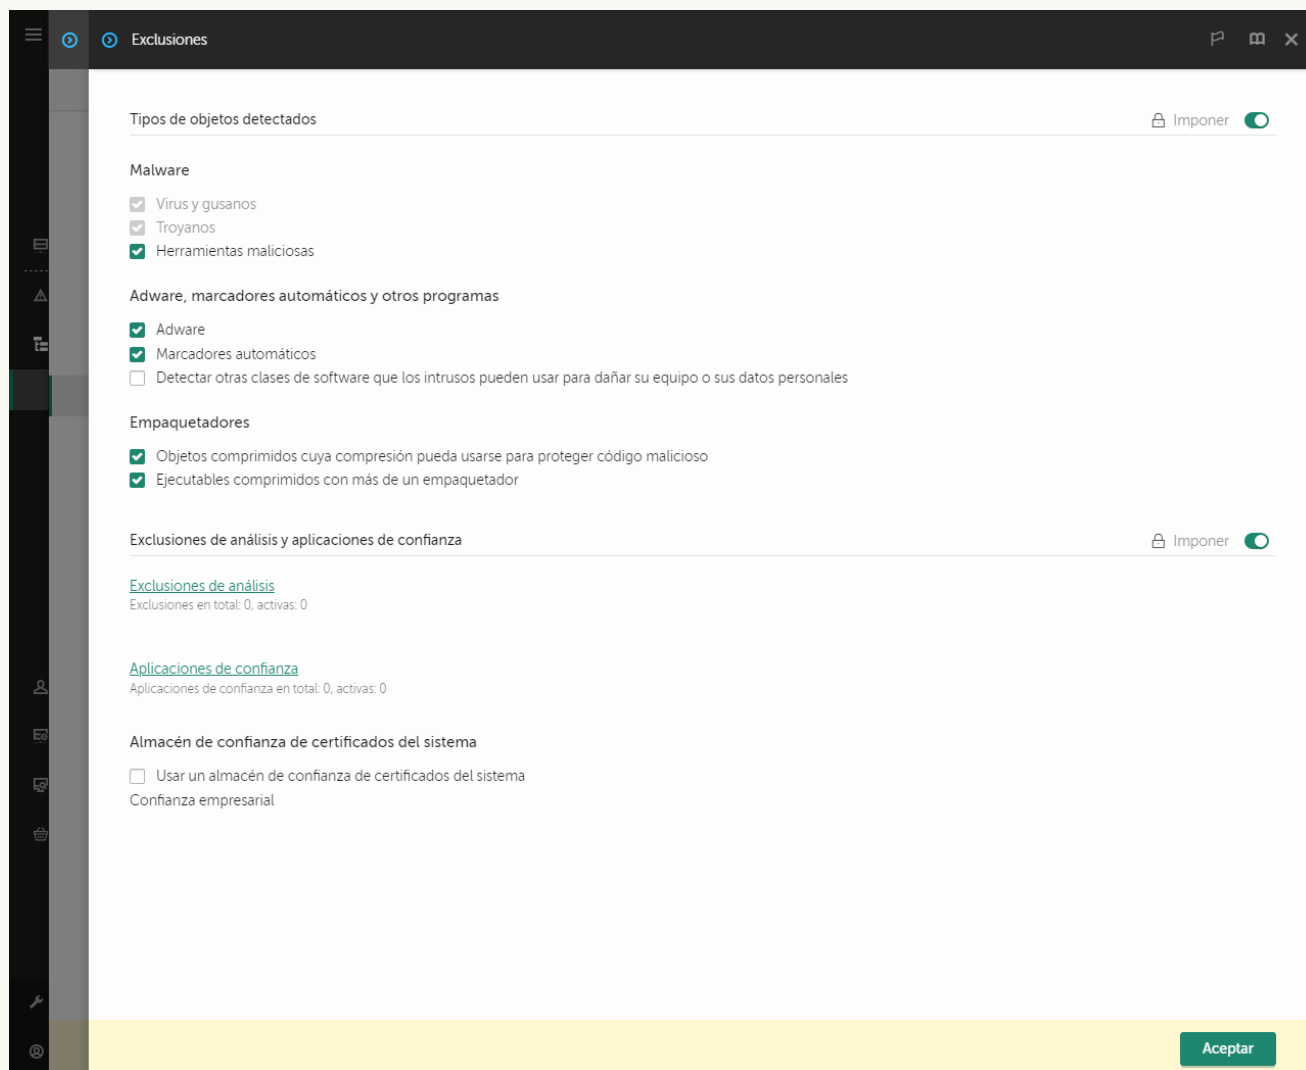 Exclusiones
Tipos de objetos detectados
Imponer
Malware
Virus y gusanos
Troyanos
Herramientas maliciosas
Adware, marcadores automáticos y otros programas
Adware
Marcadores automáticos
Detectar otras clases de software que los intrusos pueden usar para dañar su equipo o sus datos personales
Empaquetadores
Objetos comprimidos cuya compresión pueda usarse para proteger código malicioso
Ejecutables comprimidos con más de un empaquetador
Exclusiones de análisis y aplicaciones de confianza
Imponer
Exclusiones de análisis
Exclusiones en total: 0, activas: 0
Aplicaciones de confianza
Aplicaciones de confianza en total: 0, activas: 0
Almacén de confianza de certificados del sistema
Usar un almacén de confianza de certificados del sistema
Confianza empresarial
Aceptar